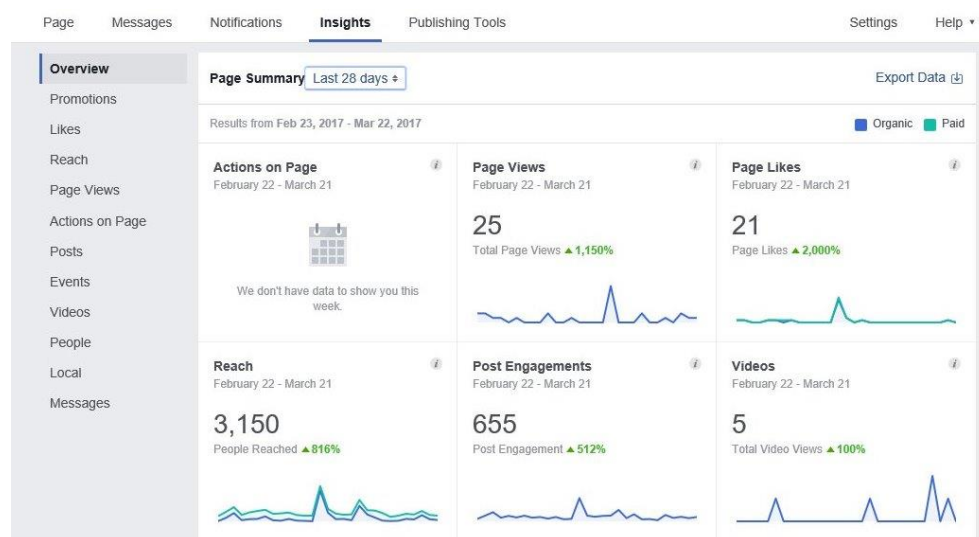 Page Messages Notifications Insights Publishing Tools Settings Help
Overview
Promotions
Likes
Reach
Page Views
Actions on Page
Posts
Events
Videos
People
Local
Messages
Page Summary Last 28 days Export Data
Results from Feb 23, 2017 - Mar 22, 2017 Organic Paid
Actions on Page
February 22 - March 21
We don't have data to show you this
week.
Page Views
February 22 - March 21
25
Total Page Views ▲ 1,150%
Page Likes
February 22 - March 21
21
Page Likes ▲ 2,000%
Reach
February 22 - March 21
3,150
People Reached ▲ 816%
Post Engagements
February 22 - March 21
655
Post Engagement ▲ 512%
Videos
February 22 - March 21
5
Total Video Views ▲ 100%